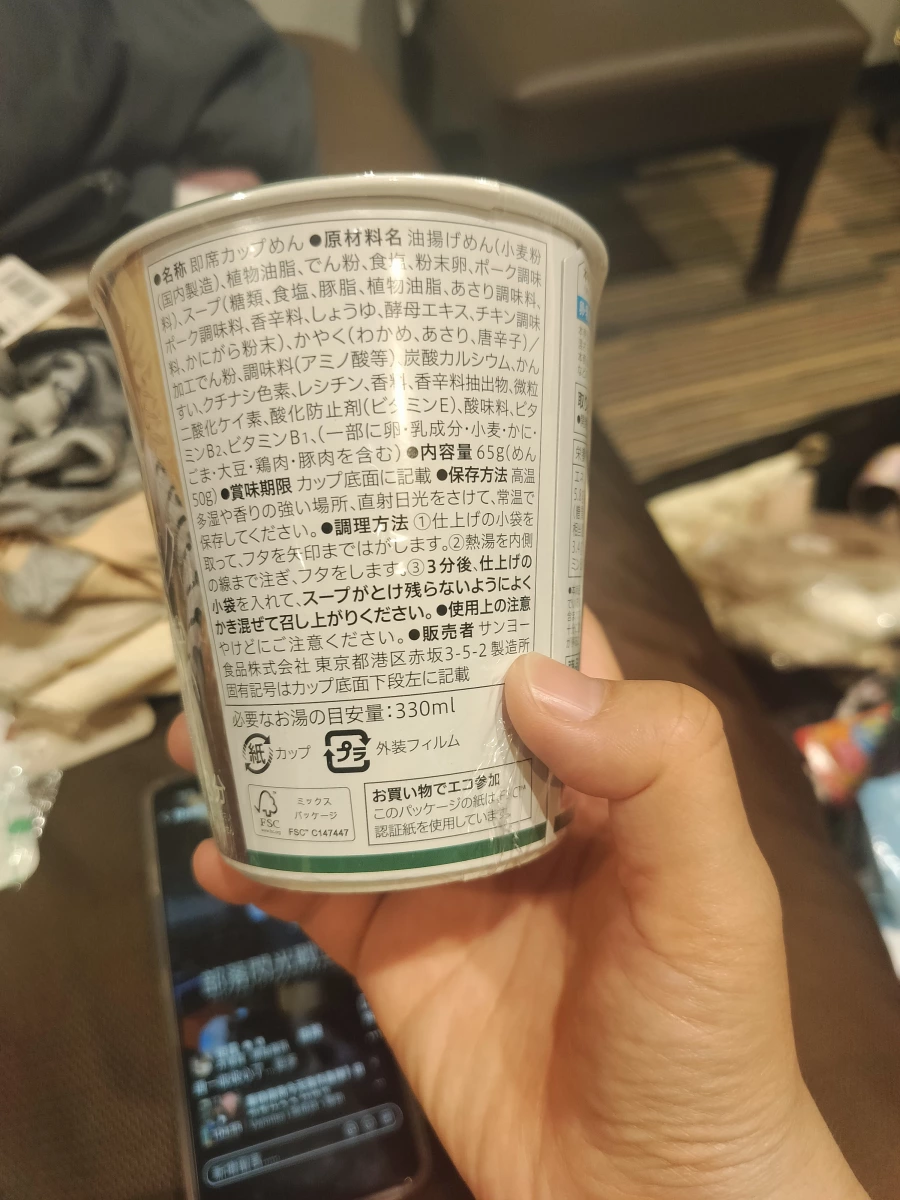 ●名称 即席カップめん ●原材料名 油揚げめん(小麦粉
(国内製造)、植物油脂、でん粉、食塩、粉末卵、ポーク調味
料)、スープ(糖類、食塩、豚脂、植物油脂、あさり調味料、
ポーク調味料、香辛料、しょうゆ、酵母エキス、チキン調味
料、かにがら粉末)、かやく(わかめ、あさり、唐辛子)／
加工でん粉、調味料(アミノ酸等)、炭酸カルシウム、かん
すい、クチナシ色素、レシチン、香料、香辛料抽出物、微粒
二酸化ケイ素、酸化防止剤(ビタミンE)、酸味料、ビタ
ミンB₂、ビタミンB₁、(一部に卵・乳成分・小麦・かに・
ごま・大豆・鶏肉・豚肉を含む) ●内容量 65g(めん
50g) ●賞味期限 カップ底面に記載 ●保存方法 高温
多湿や香りの強い場所、直射日光をさけて、常温で
保存してください。●調理方法 ①仕上げの小袋を
取って、フタを矢印まではがします。②熱湯を内側
の線まで注ぎ、フタをします。③3分後、仕上げの
小袋を入れて、スープがとけ残らないようによく
かき混ぜて召し上がりください。●使用上の注意
やけどにご注意ください。●販売者 サンヨー
食品株式会社 東京都港区赤坂3-5-2 製造所
固有記号はカップ底面下段左に記載
必要なお湯の目安量:330ml
紙 カップ プラ 外装フィルム
FSC
ミックス
パッケージ
FSC™ C147447
お買い物でエコ参加
このパッケージの紙は、FSC™
認証紙を使用しています。